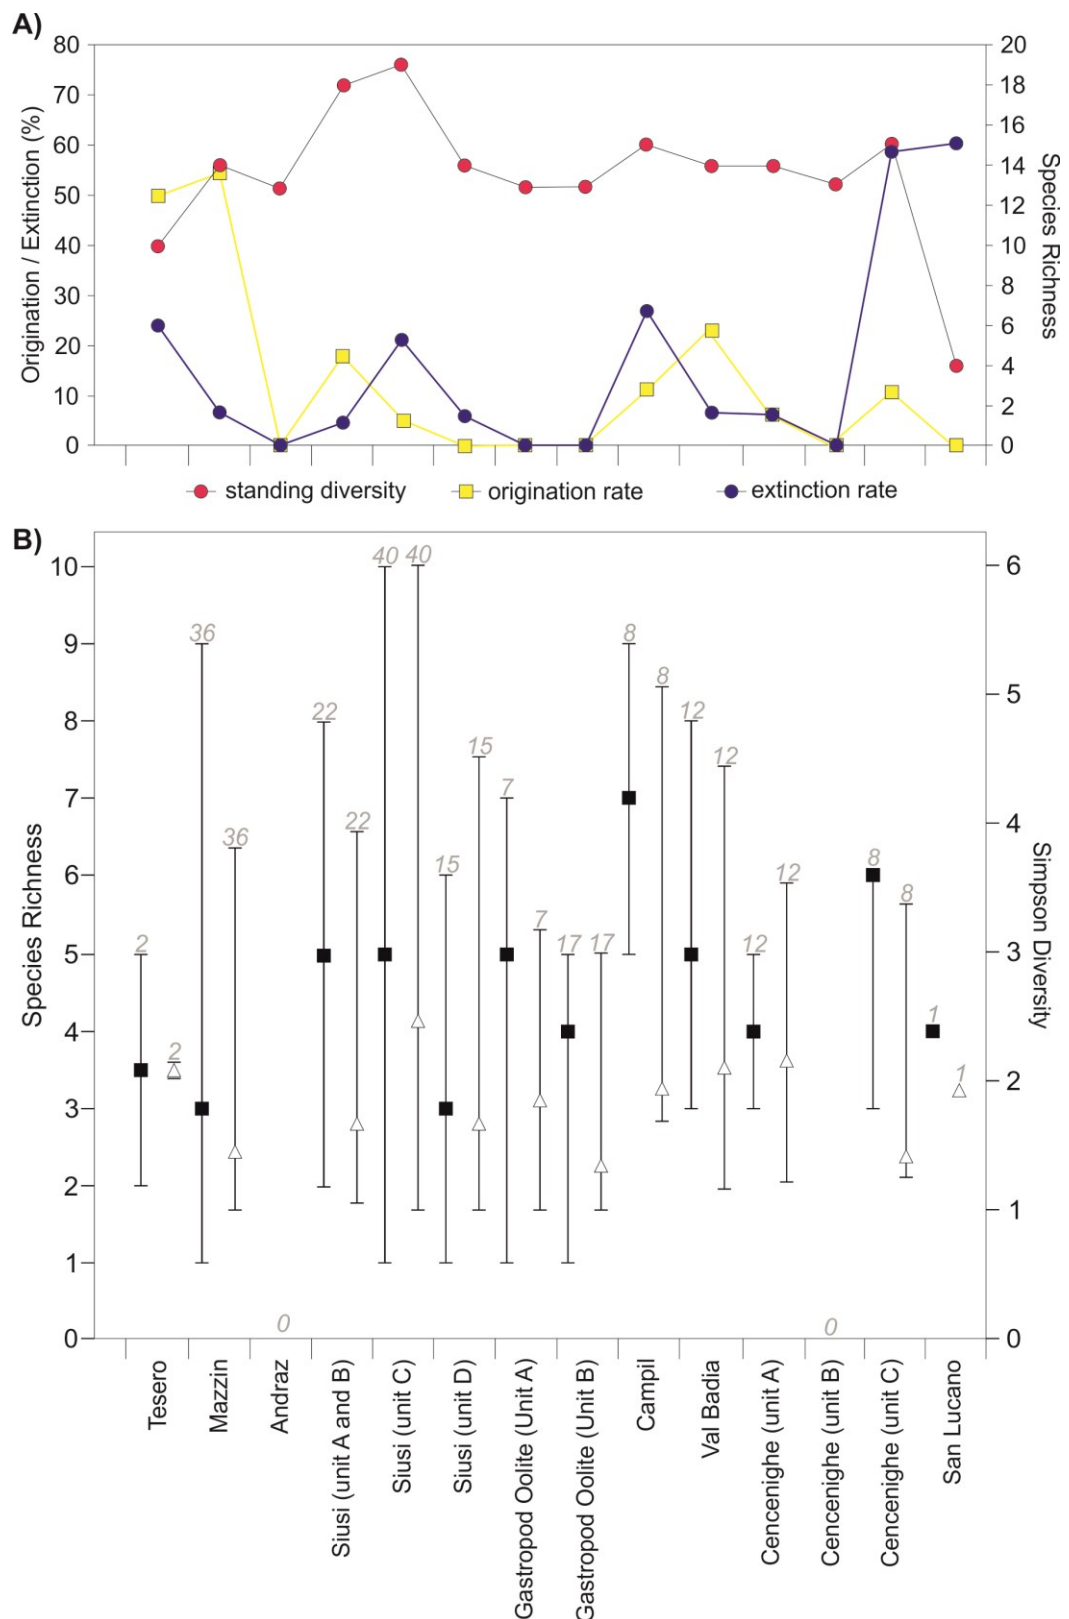 A)
80
70
60
50
40
30
20
10
0
Origination / Extinction (%)
20
18
16
14
12
10
8
6
4
2
0
Species Richness
standing diversity
origination rate
extinction rate
B)
10
9
8
7
6
5
4
3
2
1
0
Species Richness
6
5
4
3
2
1
0
Simpson Diversity
2
2
36
36
0
22
22
40
40
15
15
7
7
17
17
8
8
12
12
12
12
0
8
8
1
1
Tesero
Mazzin
Andraz
Siusi (unit A and B)
Siusi (unit C)
Siusi (unit D)
Gastropod Oolite (Unit A)
Gastropod Oolite (Unit B)
Campil
Val Badia
Cencenighe (unit A)
Cencenighe (unit B)
Cencenighe (unit C)
San Lucano